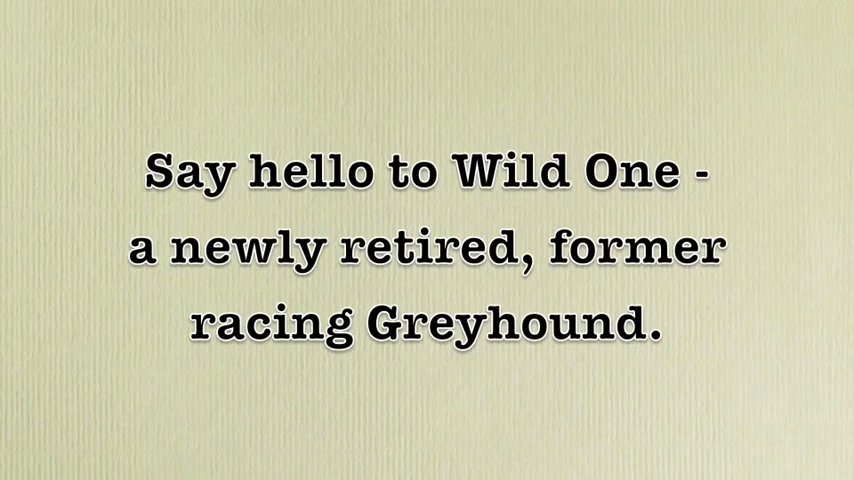 Say hello to Wild One -
a newly retired, former
racing Greyhound.